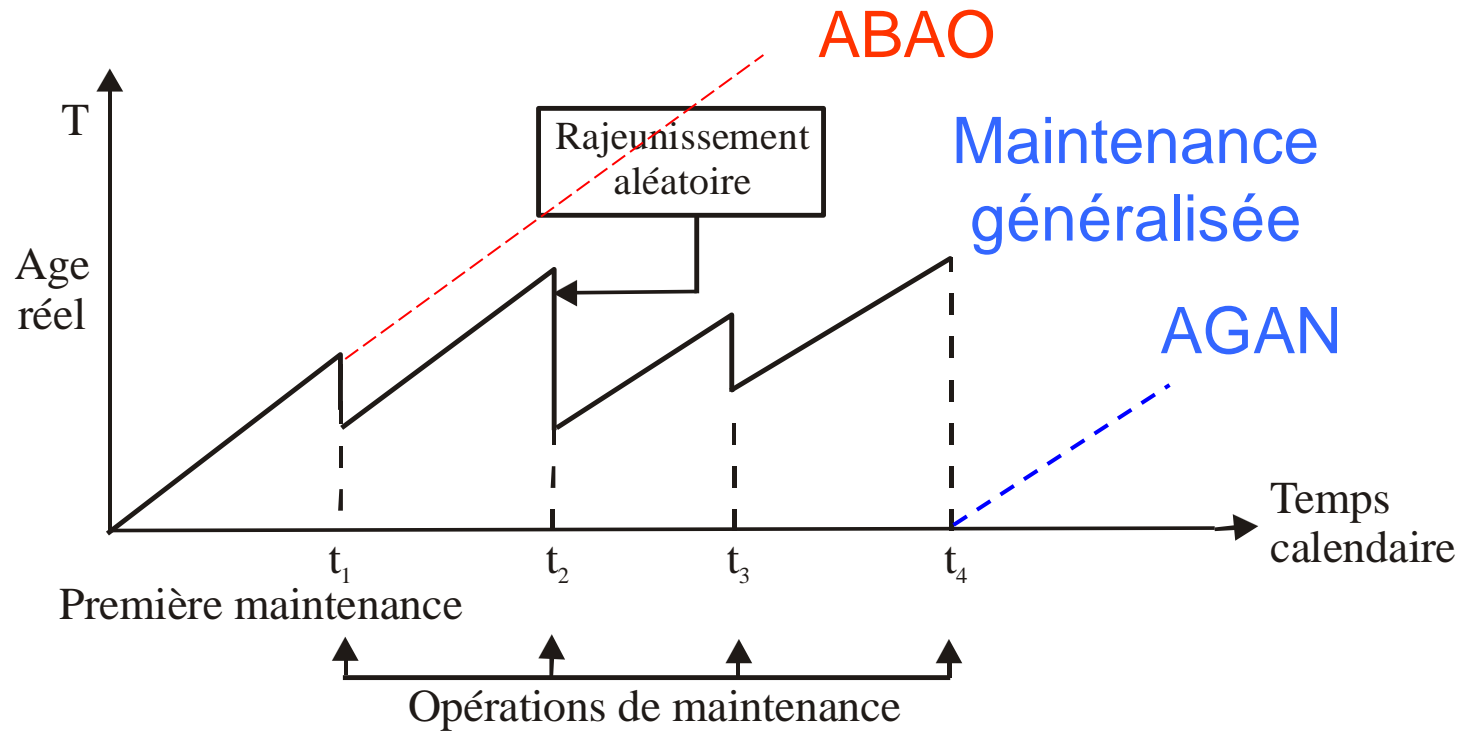 ABAO
T
Rajeunissement
aléatoire
Maintenance
généralisée
Age
réel
AGAN
Temps
calendaire
t₁ t₂ t₃ t₄
Première maintenance
Opérations de maintenance